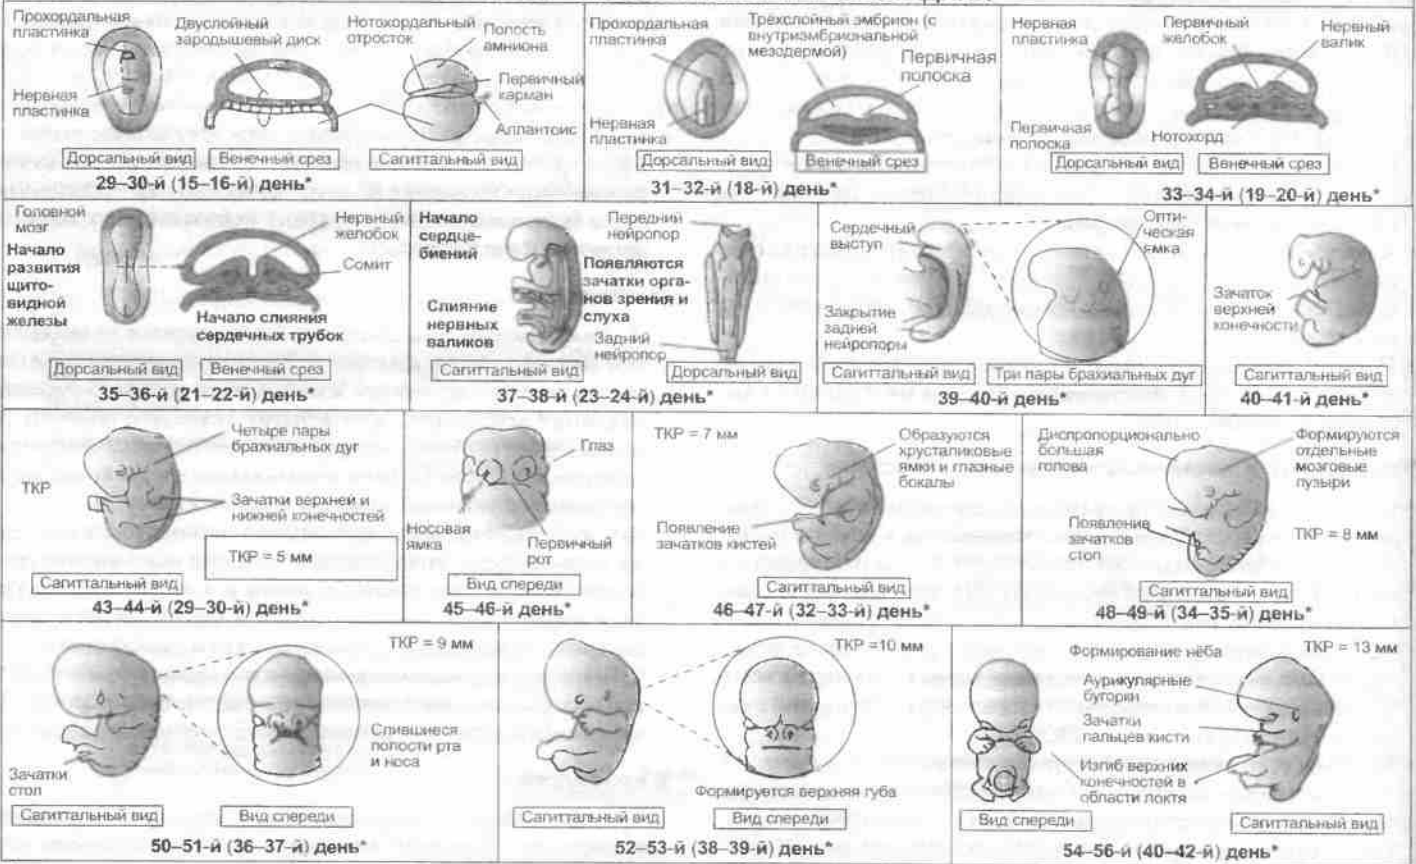 Прохордальная
пластинка
Двуслойный
зародышевый диск
Нотохордальный
отросток
Полость
амниона
Первичный
карман
Аллантоис
Нервная
пластинка
Дорсальный вид
Венечный срез
Сагиттальный вид
29–30-й (15–16-й) день*
Прохордальная
пластинка
Трёхслойный эмбрион (с
внутриэмбриональной
мезодермой)
Первичная
полоска
Нервная
пластинка
Дорсальный вид
Венечный срез
31–32-й (18-й) день*
Нервная
пластинка
Первичный
желобок
Нервный
валик
Первичная
полоска
Нотохорд
Дорсальный вид
Венечный срез
33–34-й (19–20-й) день*
Головной
мозг
Начало
развития
щито-
видной
железы
Нервный
желобок
Сомит
Начало слияния
сердечных трубок
Дорсальный вид
Венечный срез
35–36-й (21–22-й) день*
Начало
сердце-
биений
Слияние
нервных
валиков
Передний
нейропор
Появляются
зачатки орга-
нов зрения и
слуха
Задний
нейропор
Сагиттальный вид
Дорсальный вид
37–38-й (23–24-й) день*
Сердечный
выступ
Закрытие
задней
нейропоры
Опти-
ческая
ямка
Сагиттальный вид
Три пары брахиальных дуг
39–40-й день*
Зачаток
верхней
конечности
Сагиттальный вид
40–41-й день*
Четыре пары
брахиальных дуг
ТКР
Зачатки верхней и
нижней конечностей
ТКР = 5 мм
Сагиттальный вид
43–44-й (29–30-й) день*
Глаз
Носовая
ямка
Первичный
рот
Вид спереди
45–46-й день*
ТКР = 7 мм
Образуются
хрусталиковые
ямки и глазные
бокалы
Появление
зачатков кистей
Сагиттальный вид
46–47-й (32–33-й) день*
Диспропорционально
большая
голова
Формируются
отдельные
мозговые
пузыри
Появление
зачатков
стоп
ТКР = 8 мм
Сагиттальный вид
48–49-й (34–35-й) день*
ТКР = 9 мм
Слившиеся
полости рта
и носа
Зачатки
стоп
Сагиттальный вид
Вид спереди
50–51-й (36–37-й) день*
ТКР =10 мм
Формируется верхняя губа
Сагиттальный вид
Вид спереди
52–53-й (38–39-й) день*
Формирование нёба
ТКР = 13 мм
Аурикулярные
бугорки
Зачатки
пальцев кисти
Изгиб верхних
конечностей в
области локтя
Вид спереди
Сагиттальный вид
54–56-й (40–42-й) день*